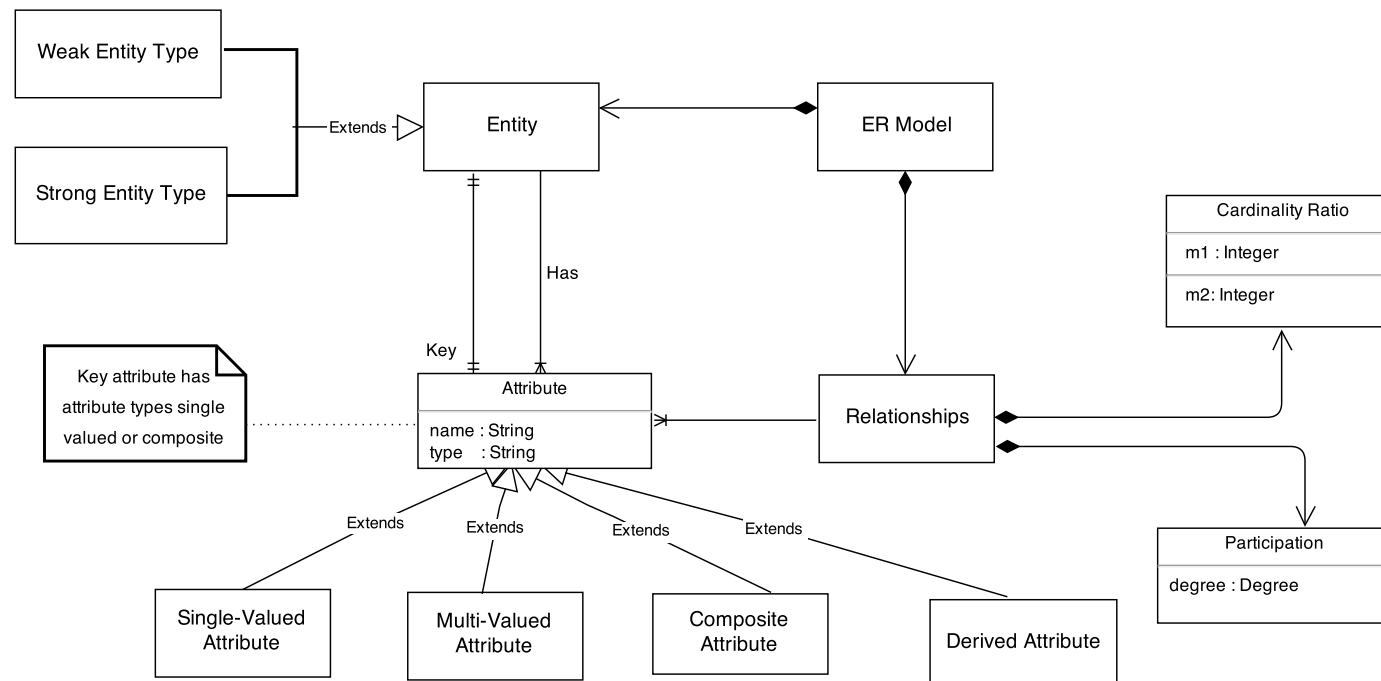 Weak Entity Type
Strong Entity Type
Extends
Entity
ER Model
Cardinality Ratio
m1 : Integer
m2: Integer
Has
Key
Key attribute has
attribute types single
valued or composite
Attribute
name : String
type : String
Relationships
Participation
degree : Degree
Extends
Extends
Extends
Extends
Single-Valued
Attribute
Multi-Valued
Attribute
Composite
Attribute
Derived Attribute